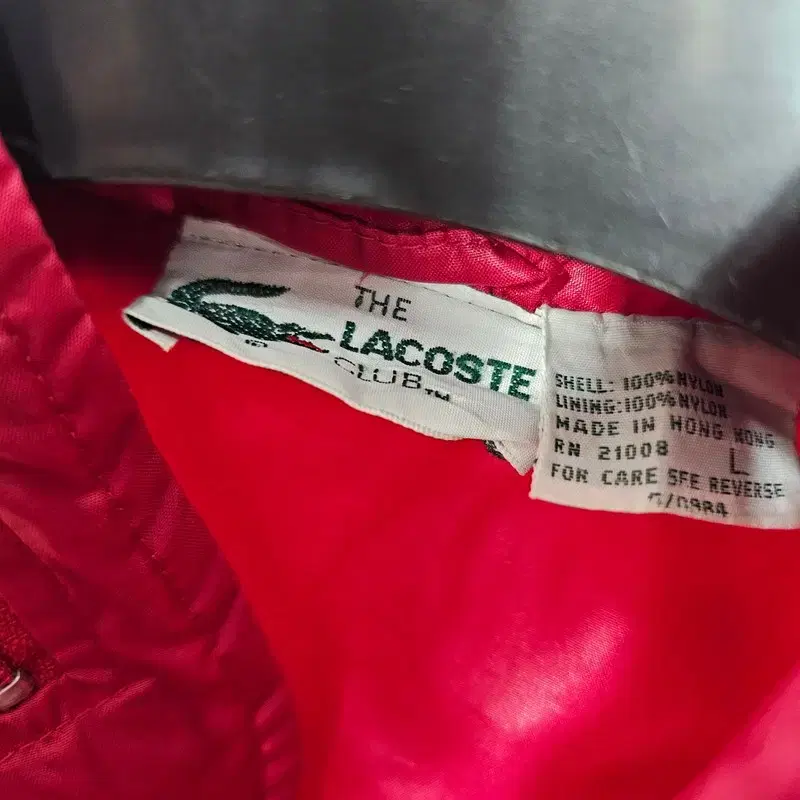 THE
LACOSTE
CLUB™
SHELL: 100% NYLON
LINING: 100% NYLON
MADE IN HONG KONG
RN 21008 L
FOR CARE SEE REVERSE